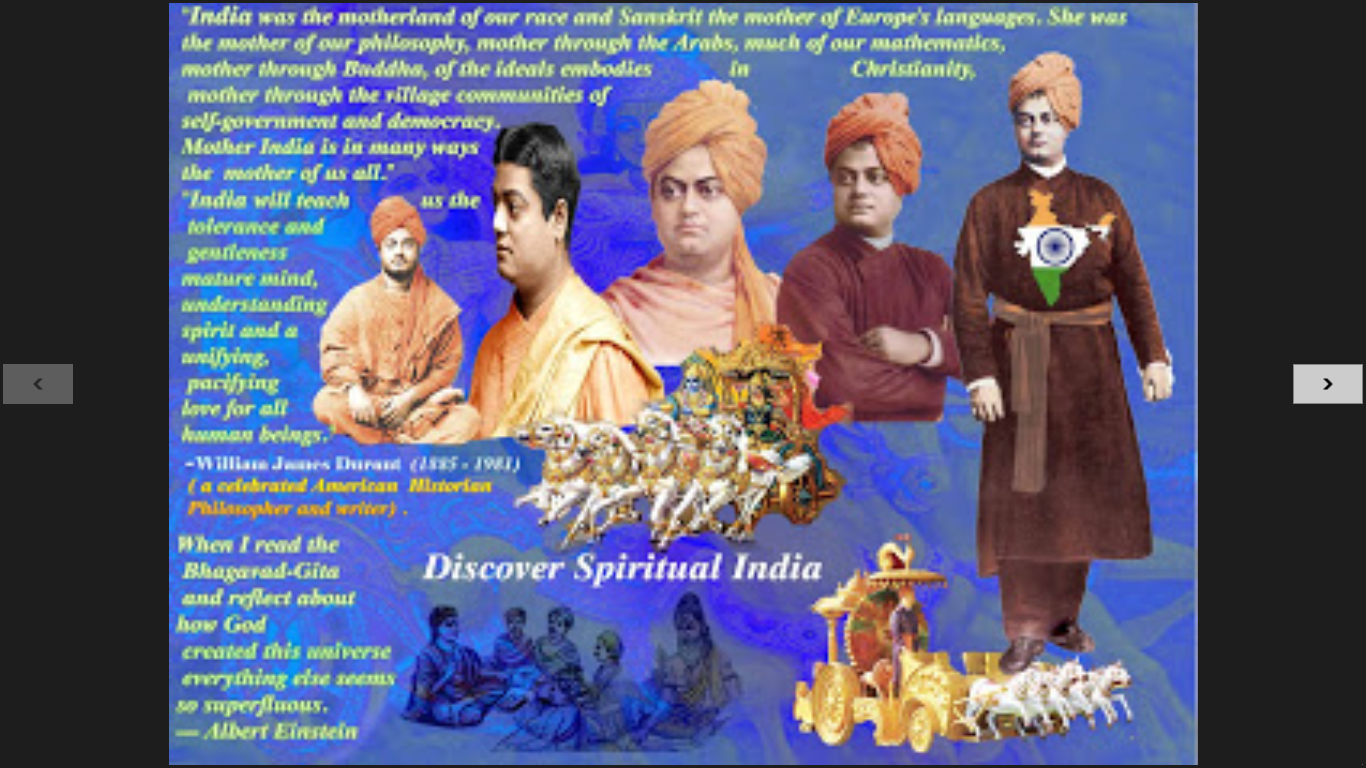 "India was the motherland of our race and Sanskrit the mother of Europe's languages. She was
the mother of our philosophy, mother through the Arabs, much of our mathematics,
mother through Buddha, of the ideals embodies in Christianity,
mother through the village communities of
self-government and democracy.
Mother India is in many ways
the mother of us all."
"India will teach us the
tolerance and
gentleness
mature mind,
understanding
spirit and a
unifying,
pacifying
love for all
human beings."
~William James Durant (1885 - 1981)
( a celebrated American Historian
Philosopher and writer) .
When I read the
Bhagavad-Gita
and reflect about
how God
created this universe
everything else seems
so superfluous.
— Albert Einstein
Discover Spiritual India